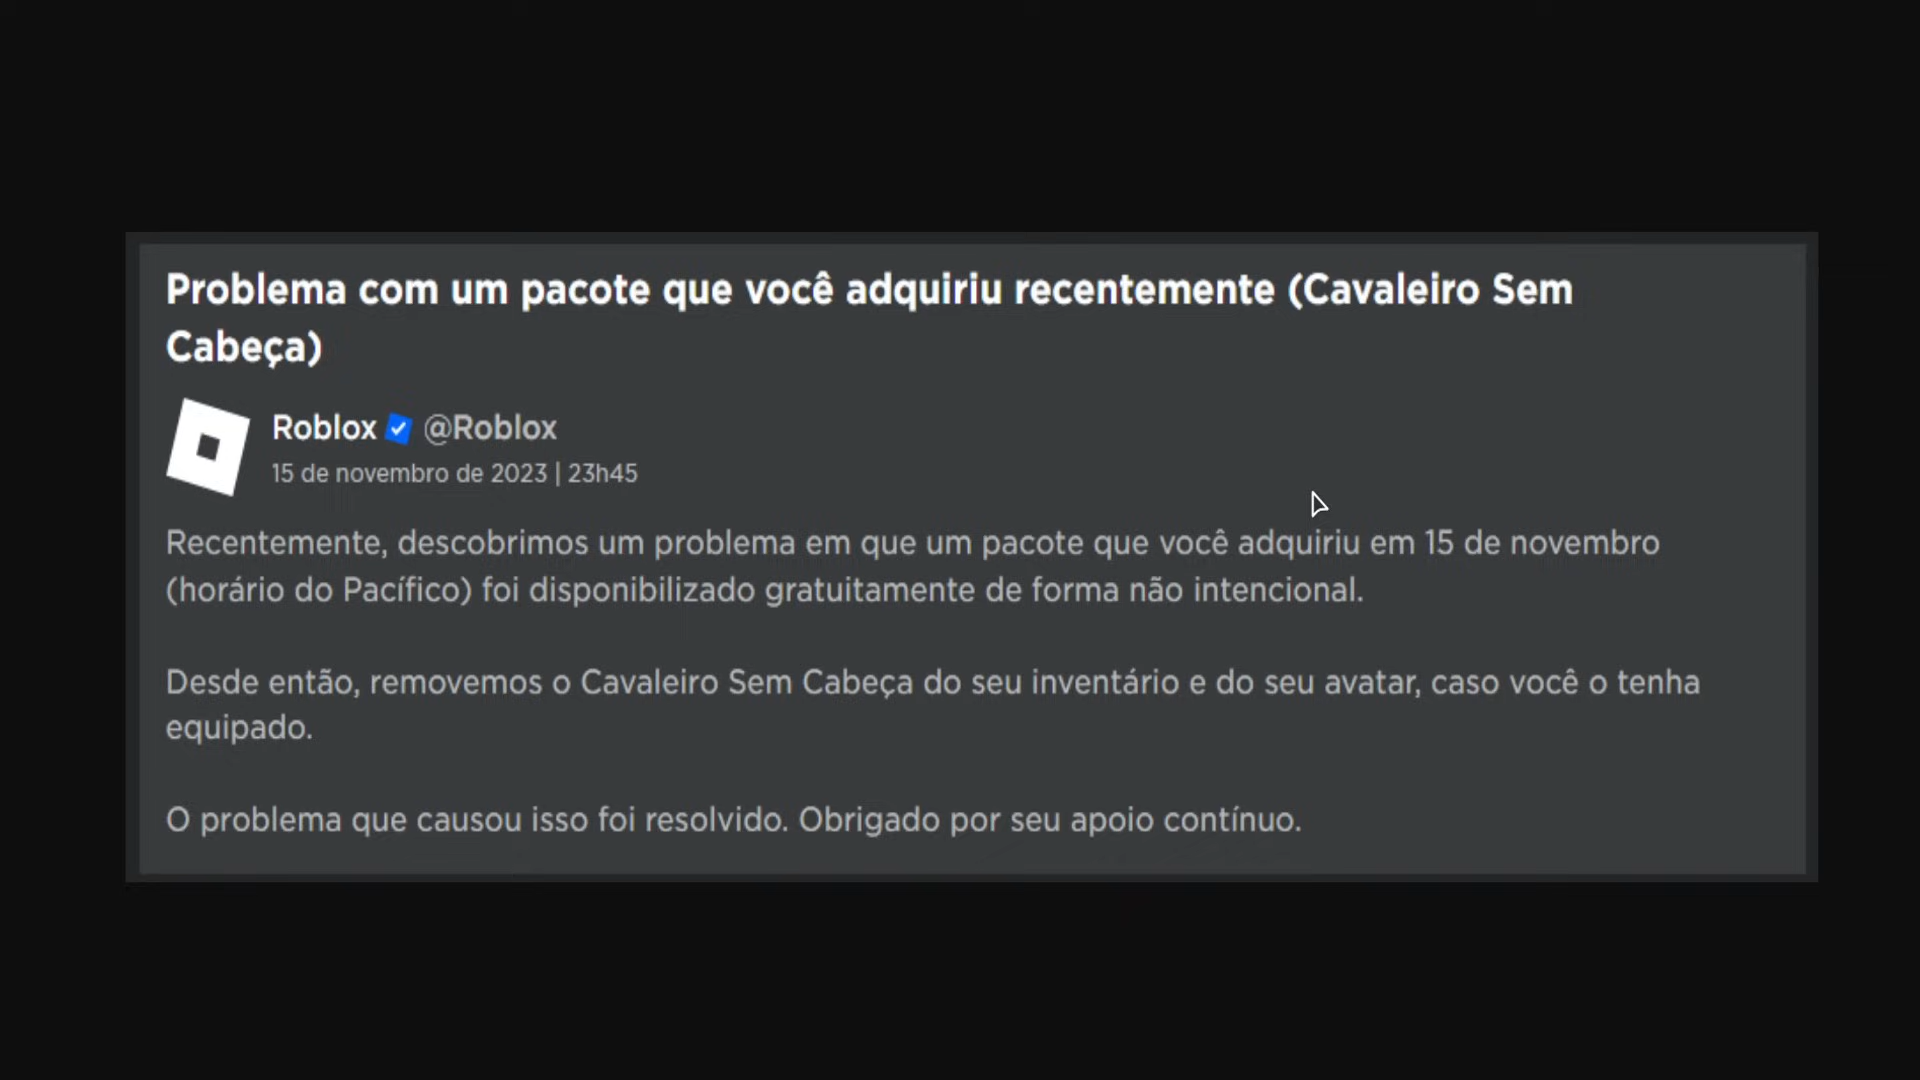 Problema com um pacote que você adquiriu recentemente (Cavaleiro Sem
Cabeça)
Roblox @Roblox
15 de novembro de 2023 | 23h45
Recentemente, descobrimos um problema em que um pacote que você adquiriu em 15 de novembro
(horário do Pacífico) foi disponibilizado gratuitamente de forma não intencional.
Desde então, removemos o Cavaleiro Sem Cabeça do seu inventário e do seu avatar, caso você o tenha
equipado.
O problema que causou isso foi resolvido. Obrigado por seu apoio contínuo.